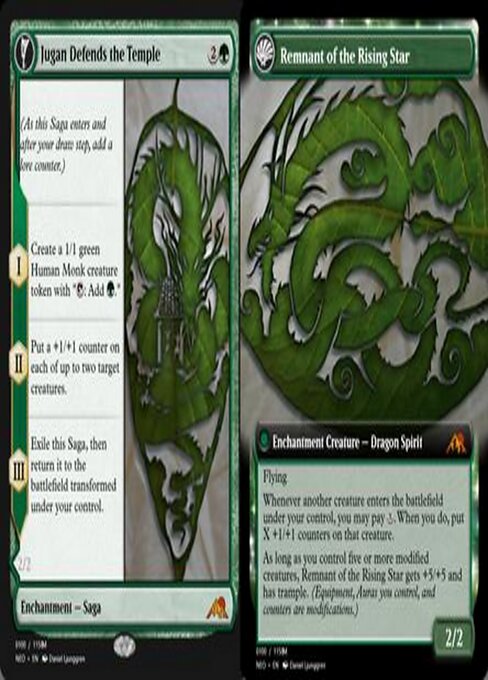 Jugan Defends the Temple
2
(As this Saga enters and
after your draw step, add a
lore counter.)
I
Create a 1/1 green
Human Monk creature
token with ": Add ."
II
Put a +1/+1 counter on
each of up to two target
creatures.
III
Exile this Saga, then
return it to the
battlefield transformed
under your control.
2/2
Enchantment — Saga
NEO • EN Daniel Ljunggren
Remnant of the Rising Star
Enchantment Creature — Dragon Spirit
Flying
Whenever another creature enters the battlefield
under your control, you may pay . When you do, put
X +1/+1 counters on that creature.
As long as you control five or more modified
creatures, Remnant of the Rising Star gets +5/+5 and
has trample. (Equipment, Auras you control, and
counters are modifications.)
2/2
NEO • EN Daniel Ljunggren